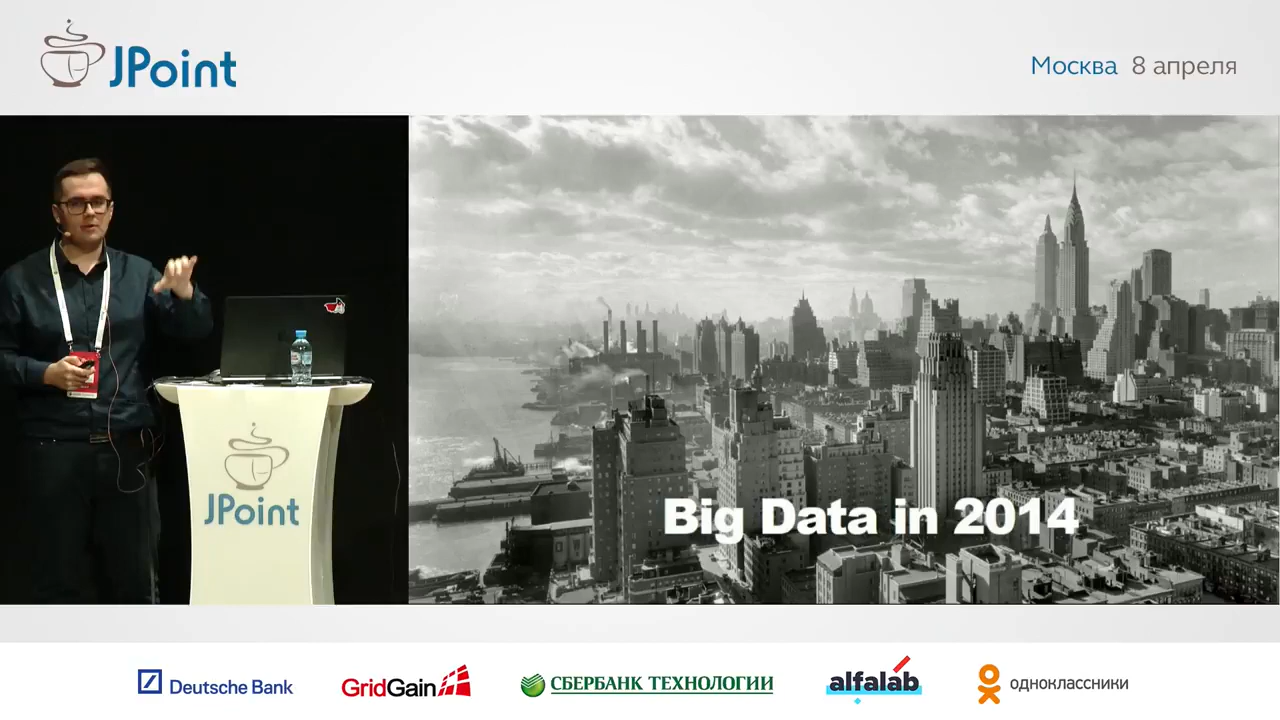 JPoint
Москва 8 апреля
JPoint
Big Data in 2014
Deutsche Bank
GridGain
СБЕРБАНК ТЕХНОЛОГИИ
alfalab
одноклассники